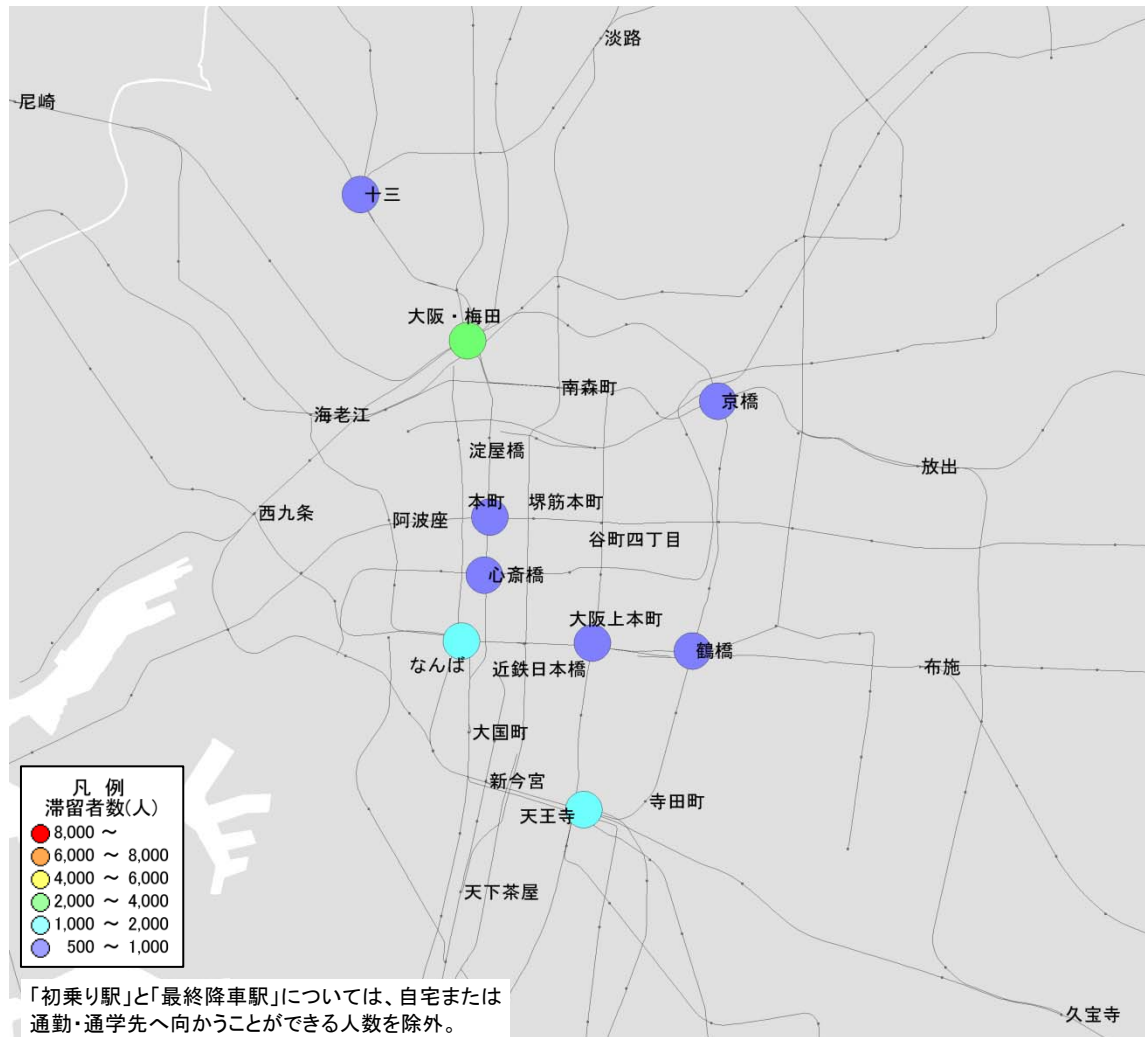 淡路
尼崎
十三
大阪・梅田
南森町
京橋
海老江
淀屋橋
放出
本町
堺筋本町
西九条
阿波座
谷町四丁目
心斎橋
大阪上本町
なんば
近鉄日本橋
鶴橋
布施
大国町
新今宮
寺田町
天王寺
天下茶屋
久宝寺
凡 例
滞留者数(人)
8,000 ～
6,000 ～ 8,000
4,000 ～ 6,000
2,000 ～ 4,000
1,000 ～ 2,000
500 ～ 1,000
「初乗り駅」と「最終降車駅」については、自宅または
通勤・通学先へ向かうことができる人数を除外。